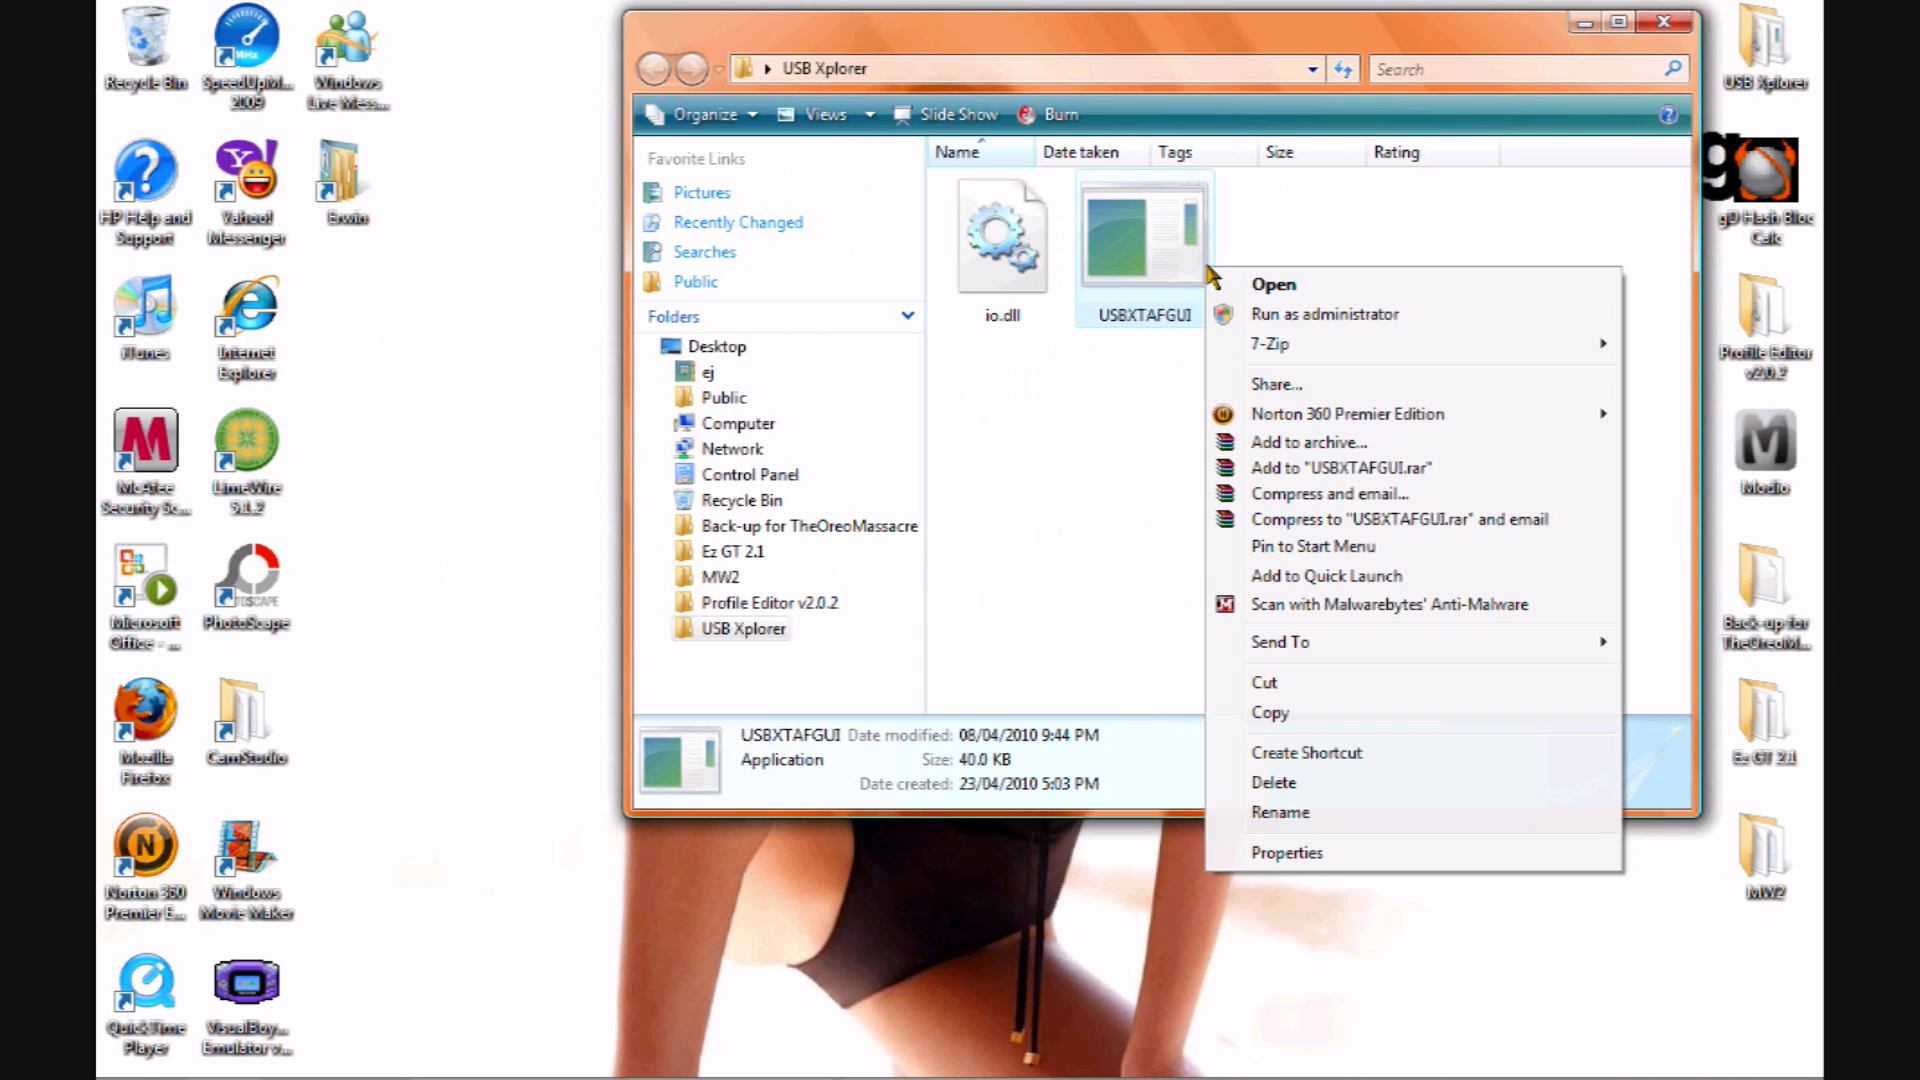 Recycle Bin
SpeedUpM...
2009
Windows
Live Mess...
HP Help and
Support
Yahoo!
Messenger
Erwin
iTunes
Internet
Explorer
McAfee
Security Sc...
LimeWire
5.1.2
Microsoft
Office - ...
PhotoScape
Mozilla
Firefox
CamStudio
Norton 360
Premier E...
Windows
Movie Maker
QuickTime
Player
VisualBoy...
Emulator v...
USB Xplorer
Search
Organize
Views
Slide Show
Burn
Favorite Links
Pictures
Recently Changed
Searches
Public
Folders
Desktop
ej
Public
Computer
Network
Control Panel
Recycle Bin
Back-up for TheOreoMassacre
Ez GT 2.1
MW2
Profile Editor v2.0.2
USB Xplorer
Name
Date taken
Tags
Size
Rating
io.dll
USBXTAFGUI
Open
Run as administrator
7-Zip
Share...
Norton 360 Premier Edition
Add to archive...
Add to "USBXTAFGUI.rar"
Compress and email...
Compress to "USBXTAFGUI.rar" and email
Pin to Start Menu
Add to Quick Launch
Scan with Malwarebytes' Anti-Malware
Send To
Cut
Copy
Create Shortcut
Delete
Rename
Properties
USBXTAFGUI Date modified: 08/04/2010 9:44 PM
Application Size: 40.0 KB
Date created: 23/04/2010 5:03 PM
USB Xplorer
gD Hash Bloc
Calc
Profile Editor
v2.0.2
Modio
Back-up for
TheOreoM...
Ez GT 2.1
MW2